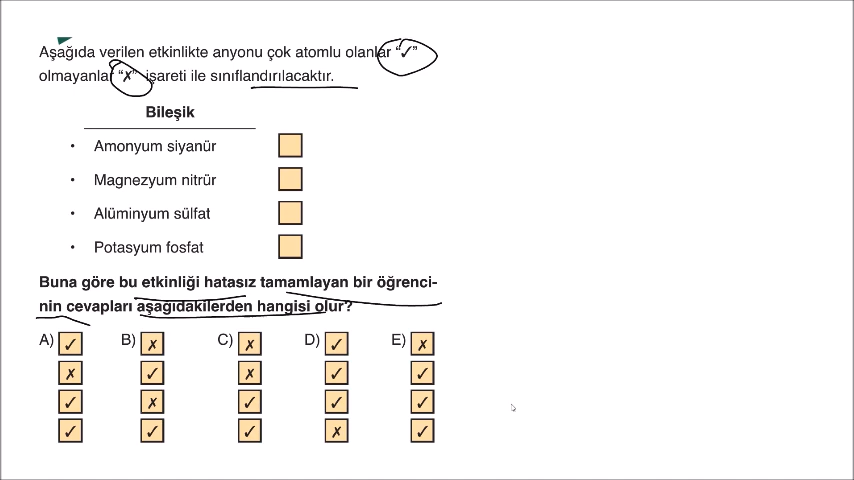 Aşağıda verilen etkinlikte anyonu çok atomlu olanlar “✓”
olmayanlar “✗” işareti ile sınıflandırılacaktır.
Bileşik
• Amonyum siyanür
• Magnezyum nitrür
• Alüminyum sülfat
• Potasyum fosfat
Buna göre bu etkinliği hatasız tamamlayan bir öğrenci-
nin cevapları aşağıdakilerden hangisi olur?
A) ✓ B) ✗ C) ✗ D) ✓ E) ✗
✗ ✓ ✗ ✓ ✓
✓ ✗ ✓ ✓ ✓
✓ ✓ ✓ ✗ ✓